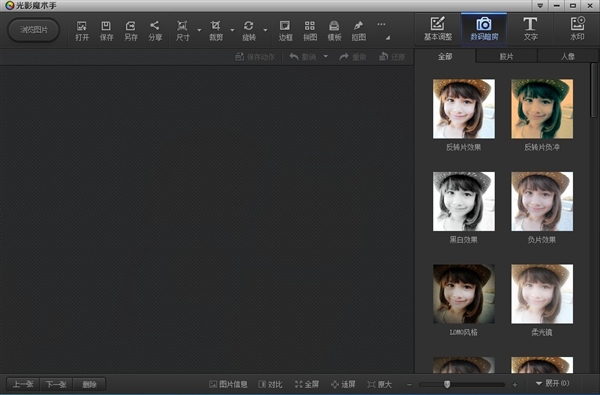 光影魔术手
浏览图片 打开 保存 另存 分享 尺寸 裁剪 旋转 边框 拼图 模板 抠图 ... 基本调整 数码暗房 文字 水印
保存动作 撤销 重做 还原 全部 胶片 人像
反转片效果 反转片负冲
黑白效果 负片效果
LOMO风格 柔光镜
上一张 下一张 删除 图片信息 对比 全屏 适屏 原大 展开(0)